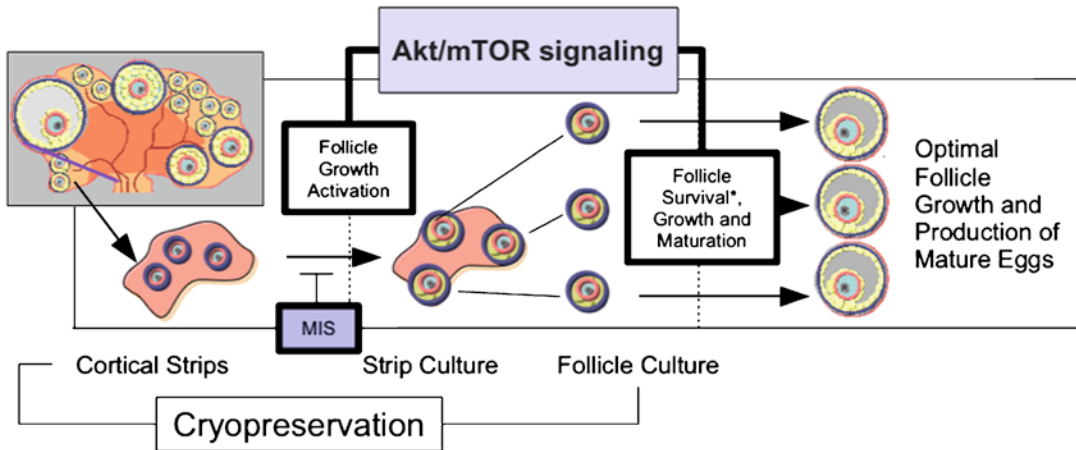 Akt/mTOR signaling
Follicle
Growth
Activation
Follicle
Survival*,
Growth and
Maturation
Optimal
Follicle
Growth and
Production of
Mature Eggs
MIS
Cortical Strips
Strip Culture
Follicle Culture
Cryopreservation